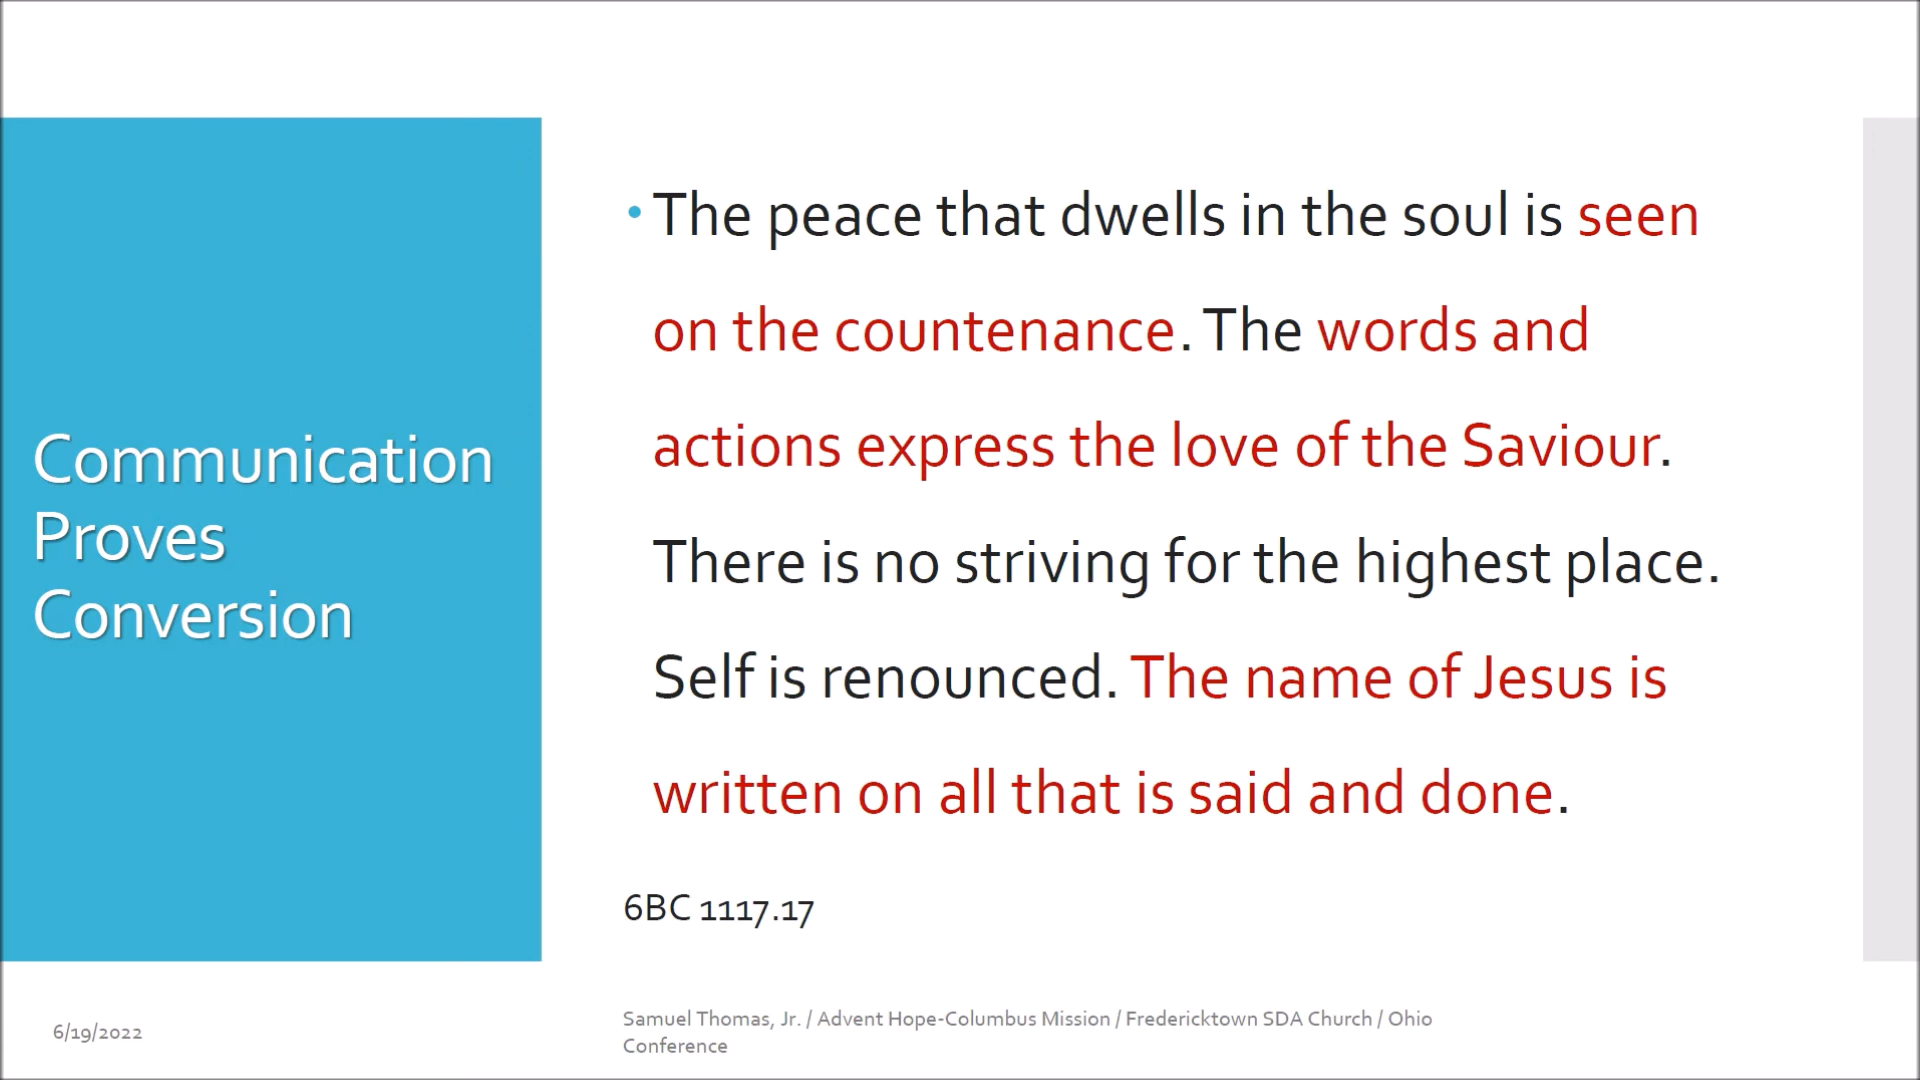 Communication
Proves
Conversion
• The peace that dwells in the soul is seen
on the countenance. The words and
actions express the love of the Saviour.
There is no striving for the highest place.
Self is renounced. The name of Jesus is
written on all that is said and done.
6BC 1117.17
6/19/2022
Samuel Thomas, Jr. / Advent Hope-Columbus Mission / Fredericktown SDA Church / Ohio
Conference